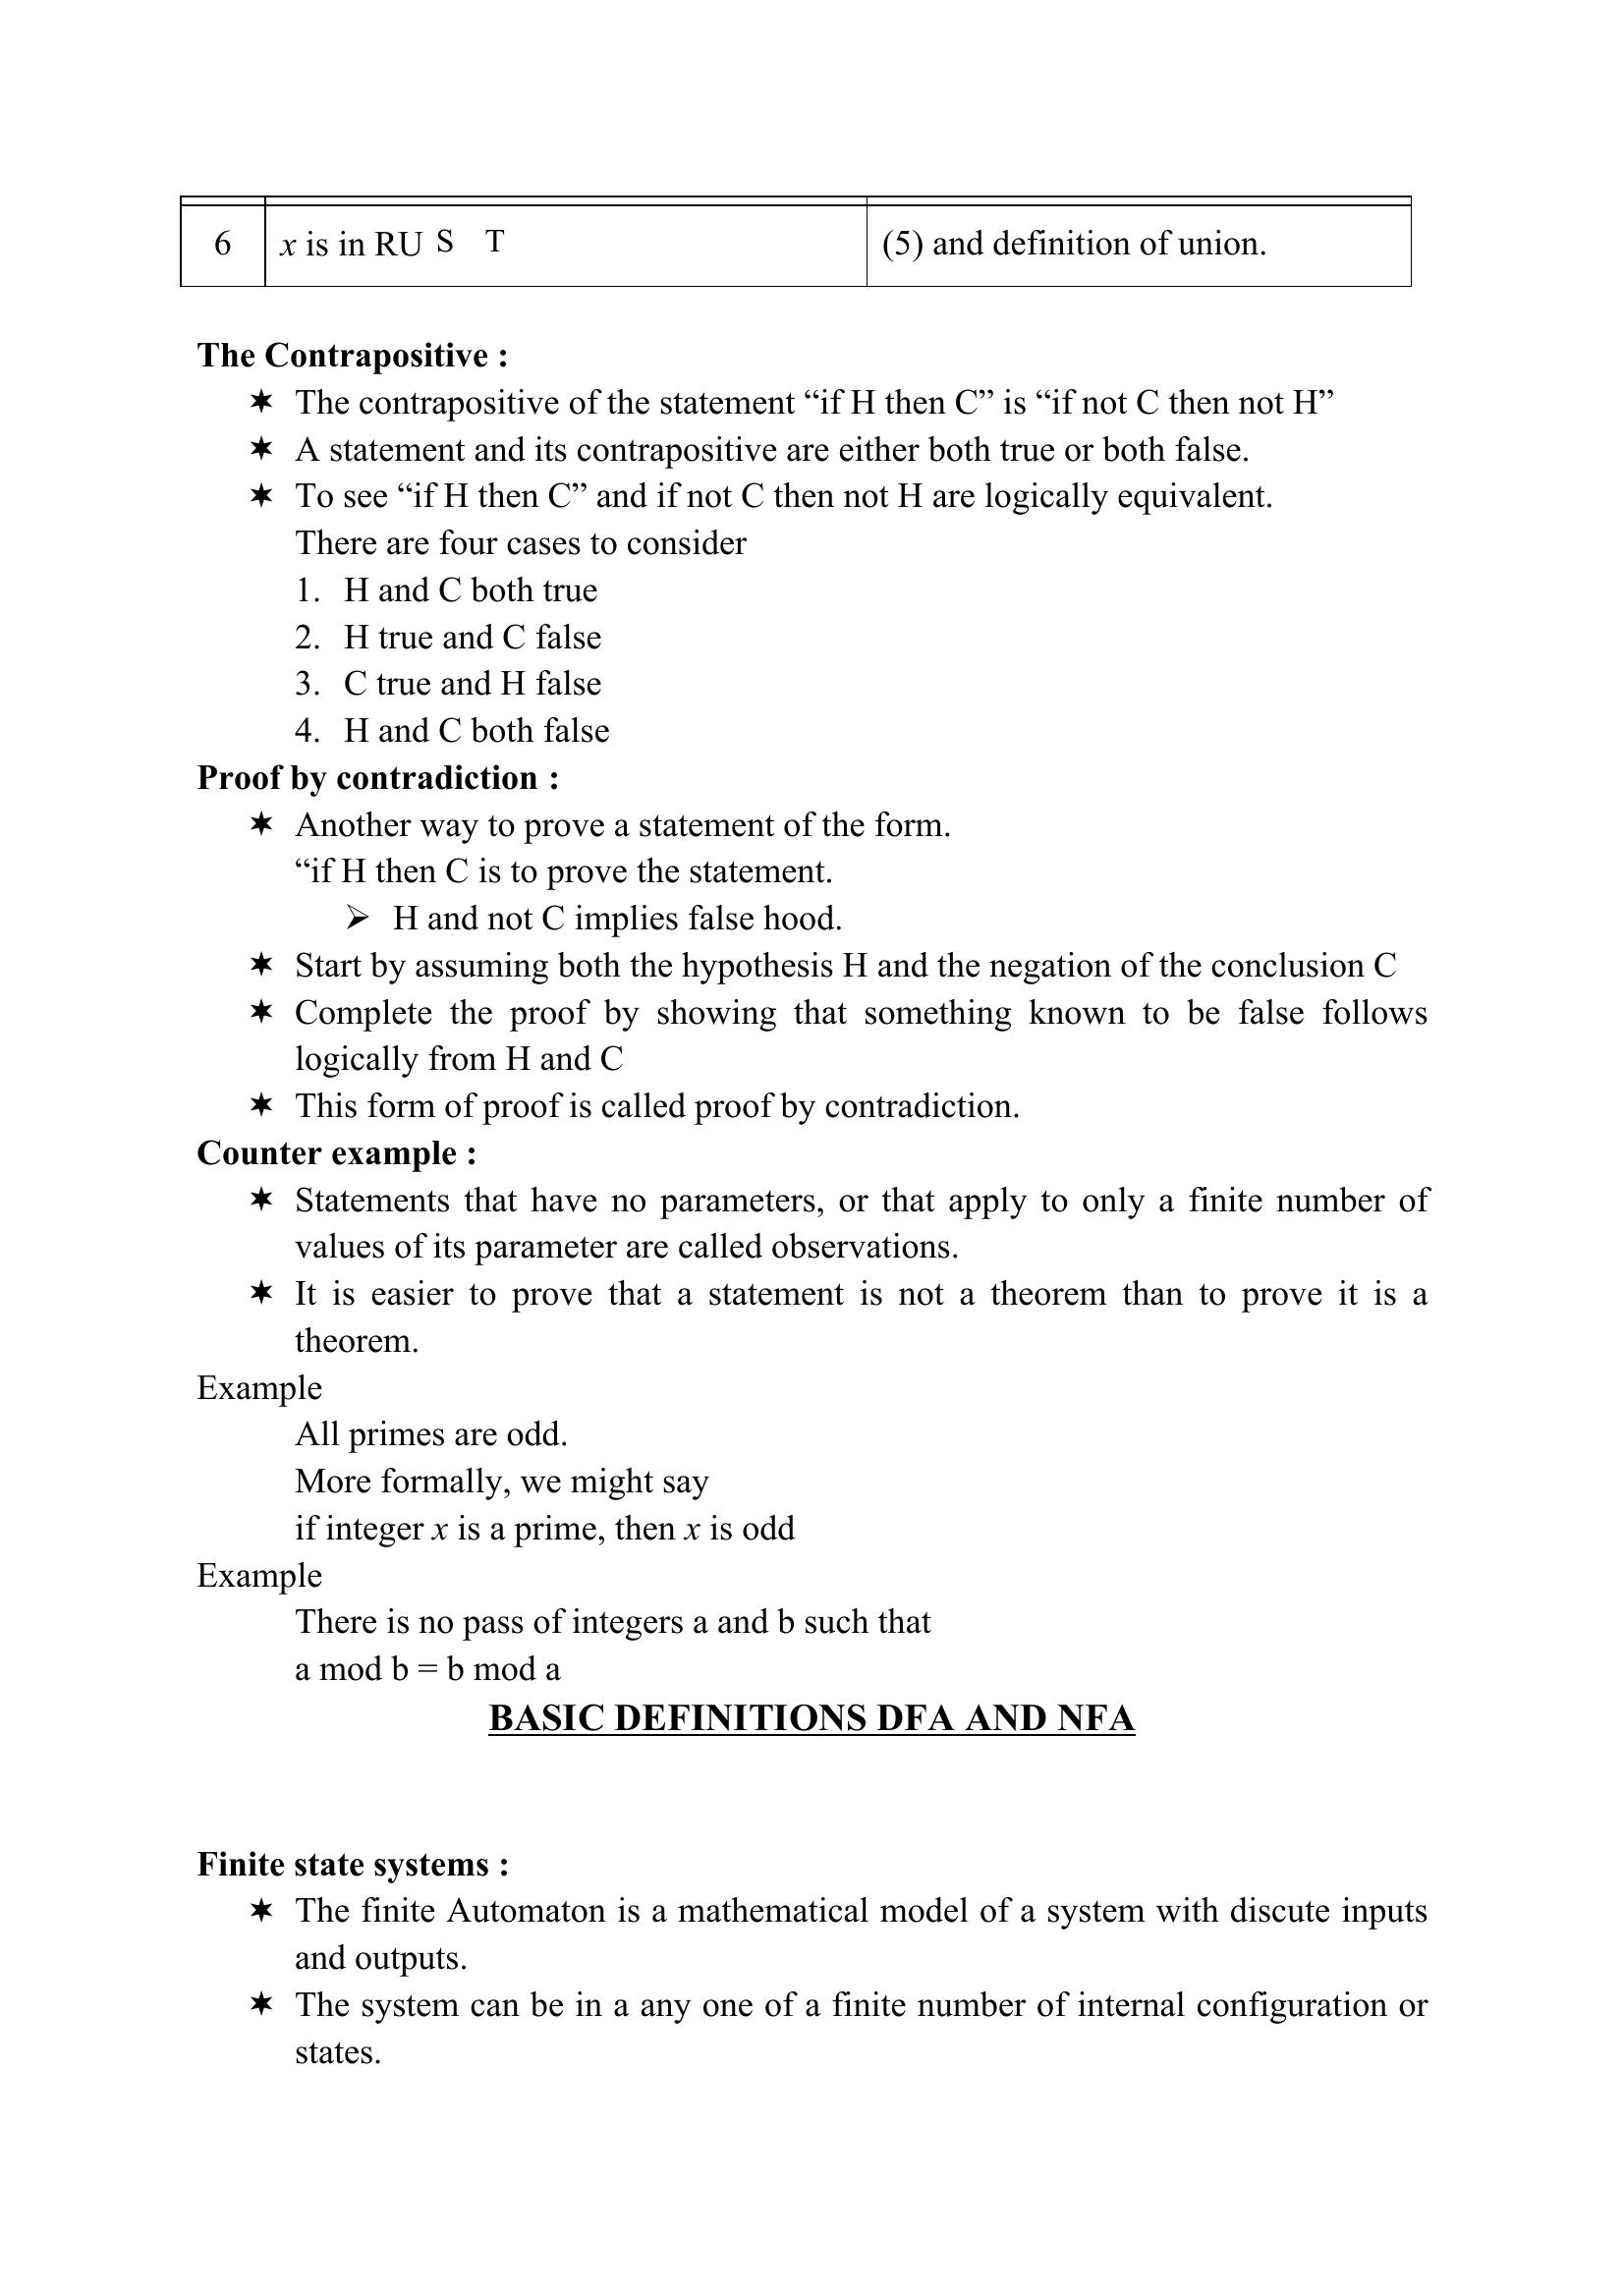 6 x is in RU S T (5) and definition of union.
The Contrapositive :
✶ The contrapositive of the statement “if H then C” is “if not C then not H”
✶ A statement and its contrapositive are either both true or both false.
✶ To see “if H then C” and if not C then not H are logically equivalent.
There are four cases to consider
1. H and C both true
2. H true and C false
3. C true and H false
4. H and C both false
Proof by contradiction :
✶ Another way to prove a statement of the form.
“if H then C is to prove the statement.
➢ H and not C implies false hood.
✶ Start by assuming both the hypothesis H and the negation of the conclusion C
✶ Complete the proof by showing that something known to be false follows
logically from H and C
✶ This form of proof is called proof by contradiction.
Counter example :
✶ Statements that have no parameters, or that apply to only a finite number of
values of its parameter are called observations.
✶ It is easier to prove that a statement is not a theorem than to prove it is a
theorem.
Example
All primes are odd.
More formally, we might say
if integer x is a prime, then x is odd
Example
There is no pass of integers a and b such that
a mod b = b mod a
BASIC DEFINITIONS DFA AND NFA
Finite state systems :
✶ The finite Automaton is a mathematical model of a system with discute inputs
and outputs.
✶ The system can be in a any one of a finite number of internal configuration or
states.